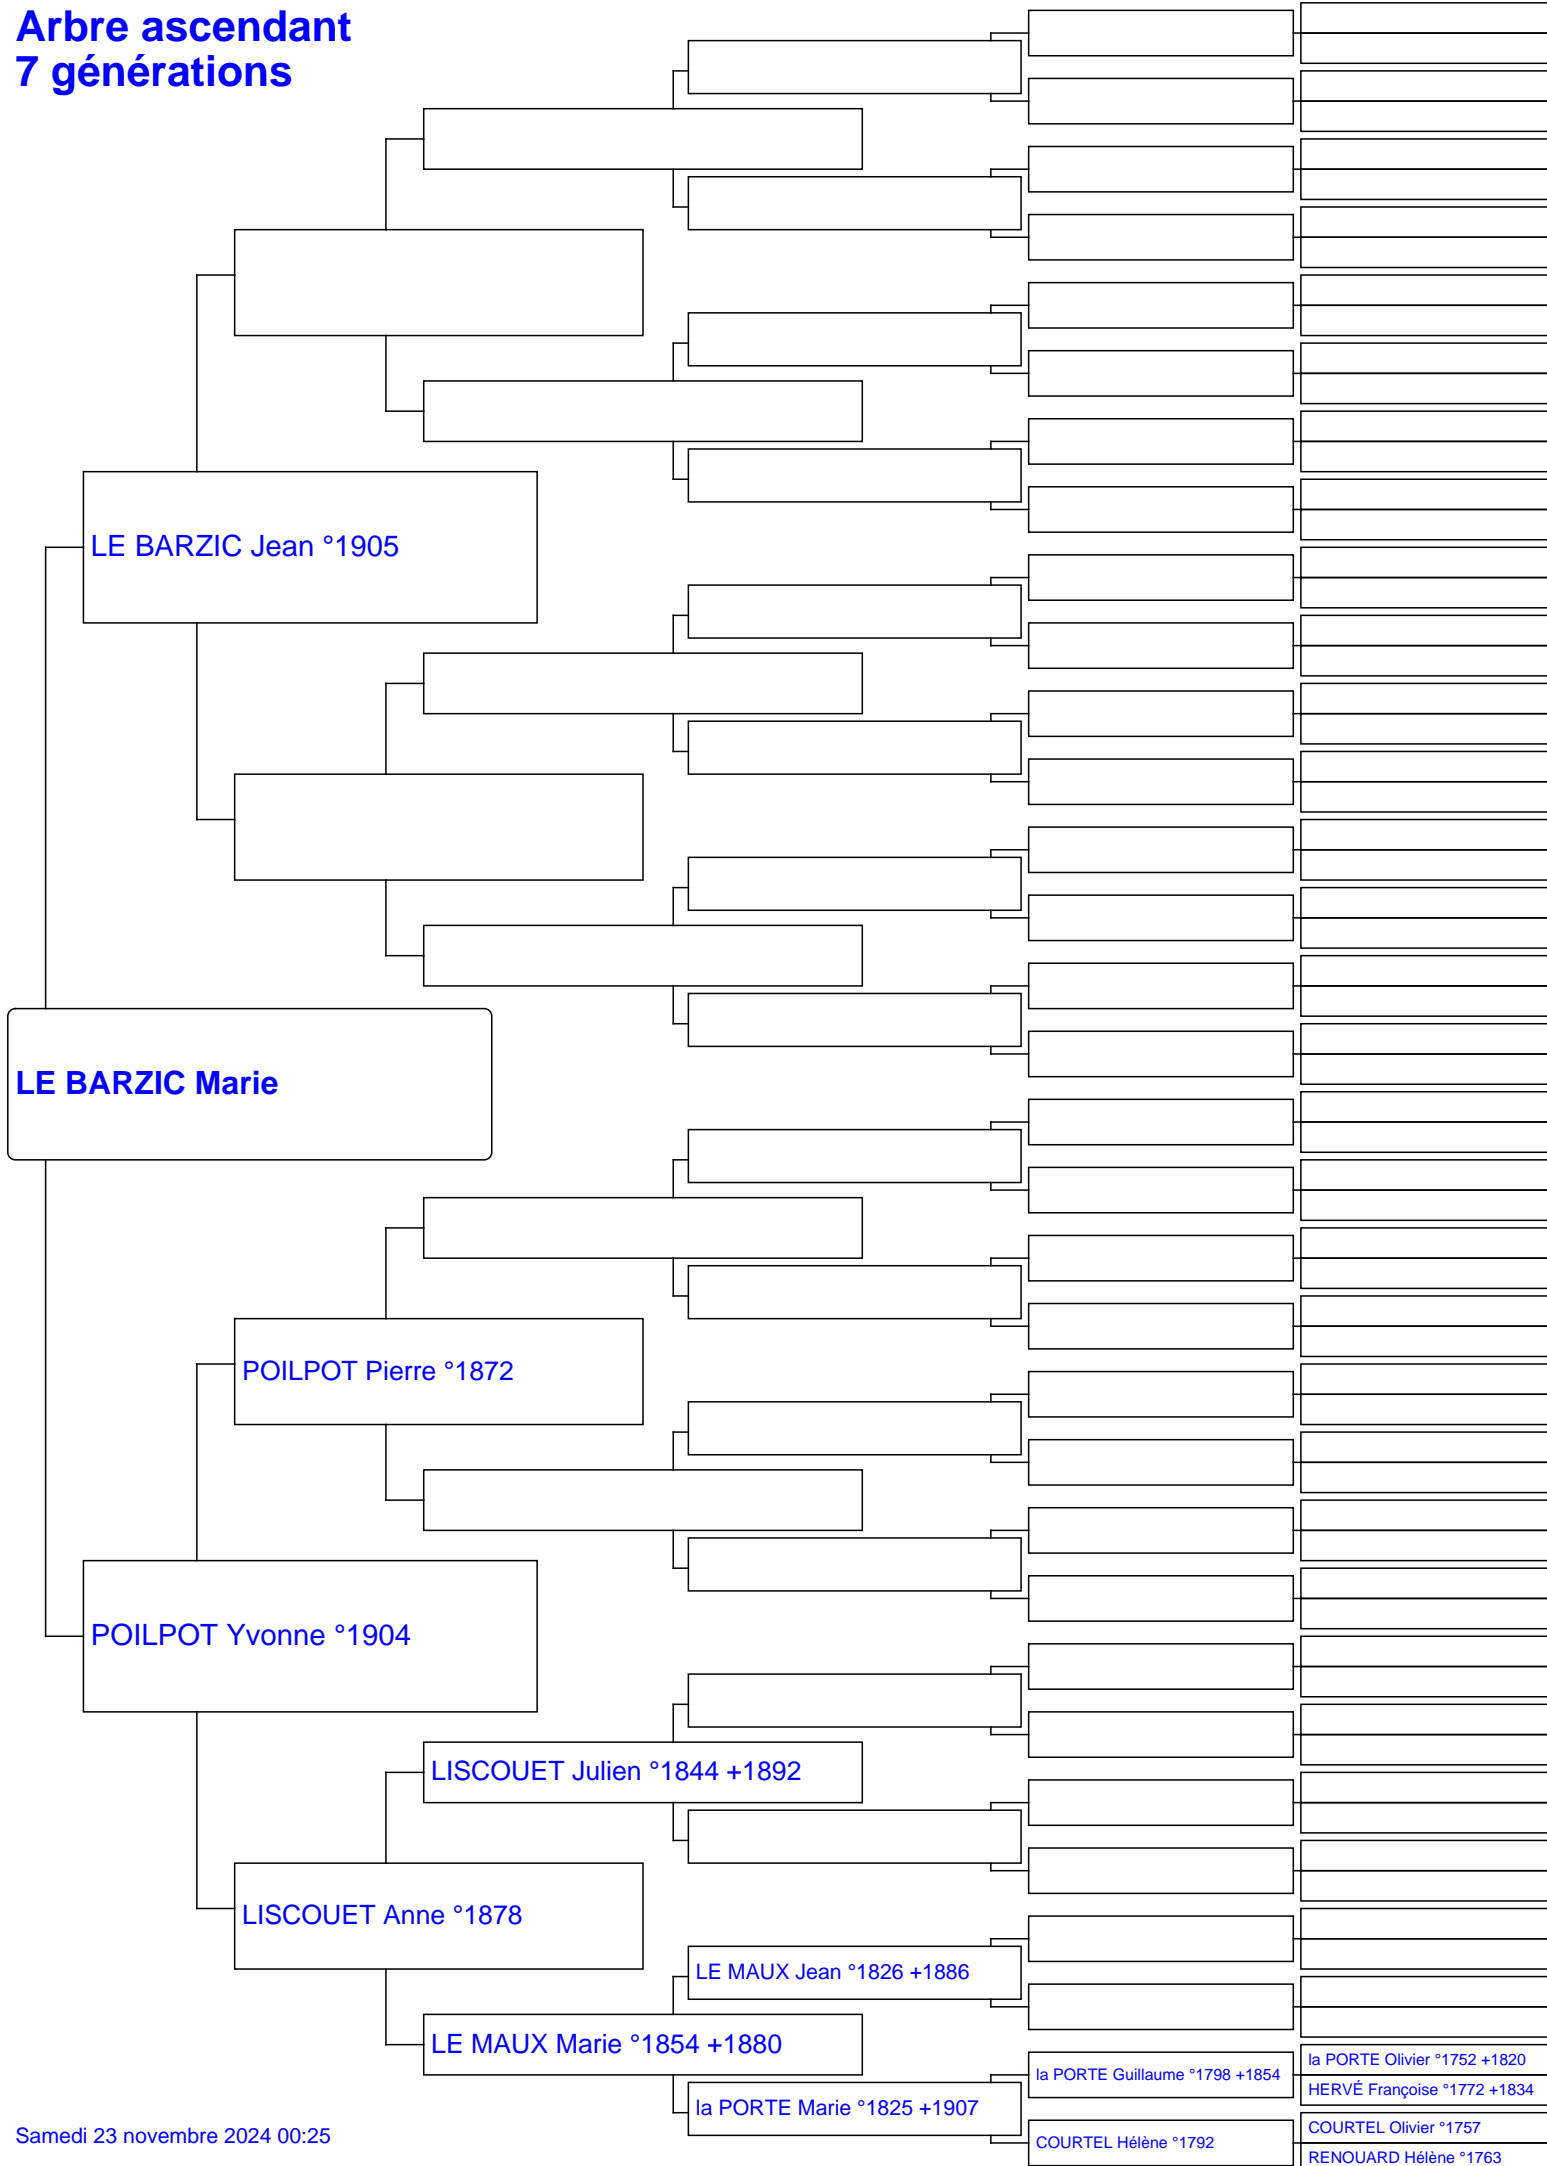 Arbre ascendant
7 générations
LE BARZIC Jean °1905
LE BARZIC Marie
POILPOT Pierre °1872
POILPOT Yvonne °1904
LISCOUET Julien °1844 +1892
LISCOUET Anne °1878
LE MAUX Jean °1826 +1886
LE MAUX Marie °1854 +1880
la PORTE Guillaume °1798 +1854
la PORTE Olivier °1752 +1820
HERVÉ Françoise °1772 +1834
la PORTE Marie °1825 +1907
COURTEL Hélène °1792
COURTEL Olivier °1757
RENOUARD Hélène °1763
Samedi 23 novembre 2024 00:25